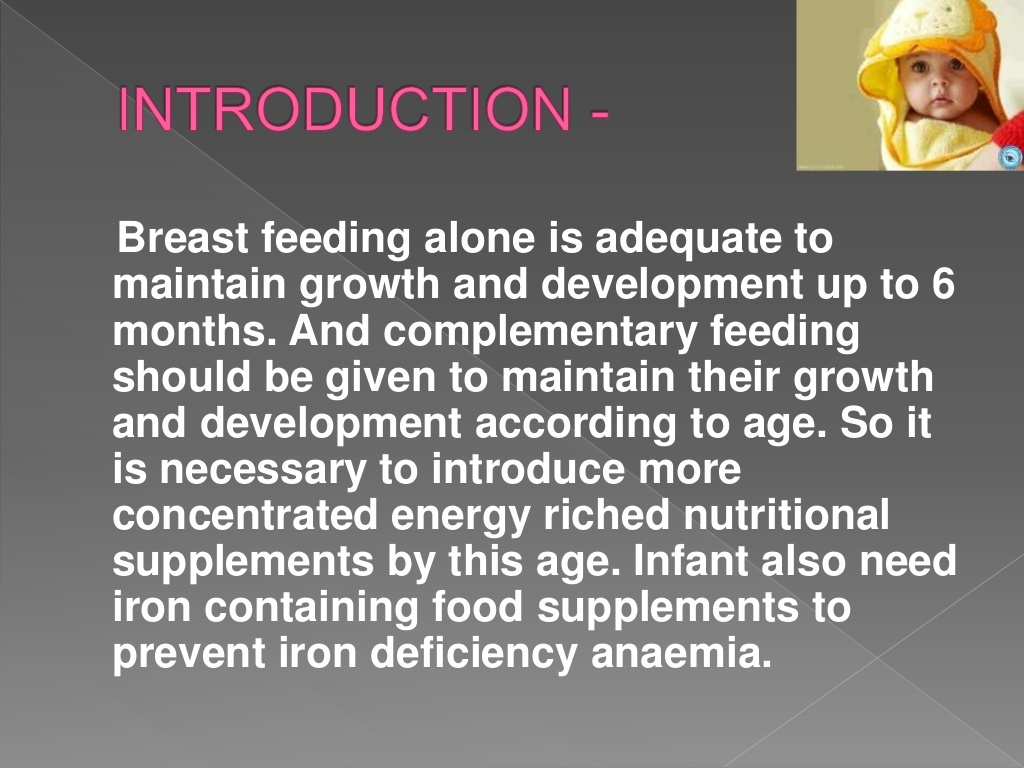 INTRODUCTION -
Breast feeding alone is adequate to
maintain growth and development up to 6
months. And complementary feeding
should be given to maintain their growth
and development according to age. So it
is necessary to introduce more
concentrated energy riched nutritional
supplements by this age. Infant also need
iron containing food supplements to
prevent iron deficiency anaemia.